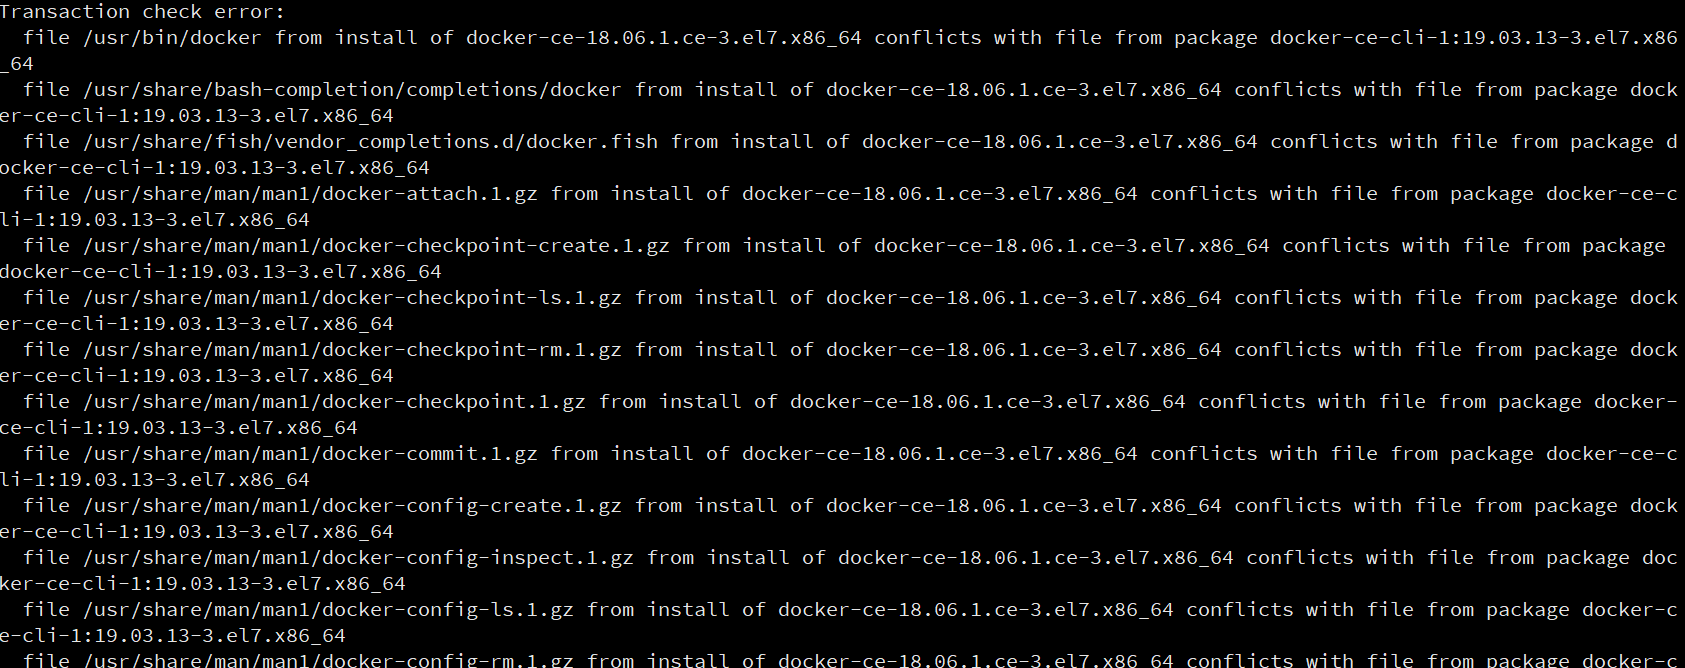 Transaction check error:
  file /usr/bin/docker from install of docker-ce-18.06.1.ce-3.el7.x86_64 conflicts with file from package docker-ce-cli-1:19.03.13-3.el7.x86
_64
  file /usr/share/bash-completion/completions/docker from install of docker-ce-18.06.1.ce-3.el7.x86_64 conflicts with file from package dock
er-ce-cli-1:19.03.13-3.el7.x86_64
  file /usr/share/fish/vendor_completions.d/docker.fish from install of docker-ce-18.06.1.ce-3.el7.x86_64 conflicts with file from package d
ocker-ce-cli-1:19.03.13-3.el7.x86_64
  file /usr/share/man/man1/docker-attach.1.gz from install of docker-ce-18.06.1.ce-3.el7.x86_64 conflicts with file from package docker-ce-c
li-1:19.03.13-3.el7.x86_64
  file /usr/share/man/man1/docker-checkpoint-create.1.gz from install of docker-ce-18.06.1.ce-3.el7.x86_64 conflicts with file from package
docker-ce-cli-1:19.03.13-3.el7.x86_64
  file /usr/share/man/man1/docker-checkpoint-ls.1.gz from install of docker-ce-18.06.1.ce-3.el7.x86_64 conflicts with file from package dock
er-ce-cli-1:19.03.13-3.el7.x86_64
  file /usr/share/man/man1/docker-checkpoint-rm.1.gz from install of docker-ce-18.06.1.ce-3.el7.x86_64 conflicts with file from package dock
er-ce-cli-1:19.03.13-3.el7.x86_64
  file /usr/share/man/man1/docker-checkpoint.1.gz from install of docker-ce-18.06.1.ce-3.el7.x86_64 conflicts with file from package docker-
ce-cli-1:19.03.13-3.el7.x86_64
  file /usr/share/man/man1/docker-commit.1.gz from install of docker-ce-18.06.1.ce-3.el7.x86_64 conflicts with file from package docker-ce-c
li-1:19.03.13-3.el7.x86_64
  file /usr/share/man/man1/docker-config-create.1.gz from install of docker-ce-18.06.1.ce-3.el7.x86_64 conflicts with file from package dock
er-ce-cli-1:19.03.13-3.el7.x86_64
  file /usr/share/man/man1/docker-config-inspect.1.gz from install of docker-ce-18.06.1.ce-3.el7.x86_64 conflicts with file from package doc
ker-ce-cli-1:19.03.13-3.el7.x86_64
  file /usr/share/man/man1/docker-config-ls.1.gz from install of docker-ce-18.06.1.ce-3.el7.x86_64 conflicts with file from package docker-c
e-cli-1:19.03.13-3.el7.x86_64
  file /usr/share/man/man1/docker-config-rm.1.gz from install of docker-ce-18.06.1.ce-3.el7.x86_64 conflicts with file from package docker-c